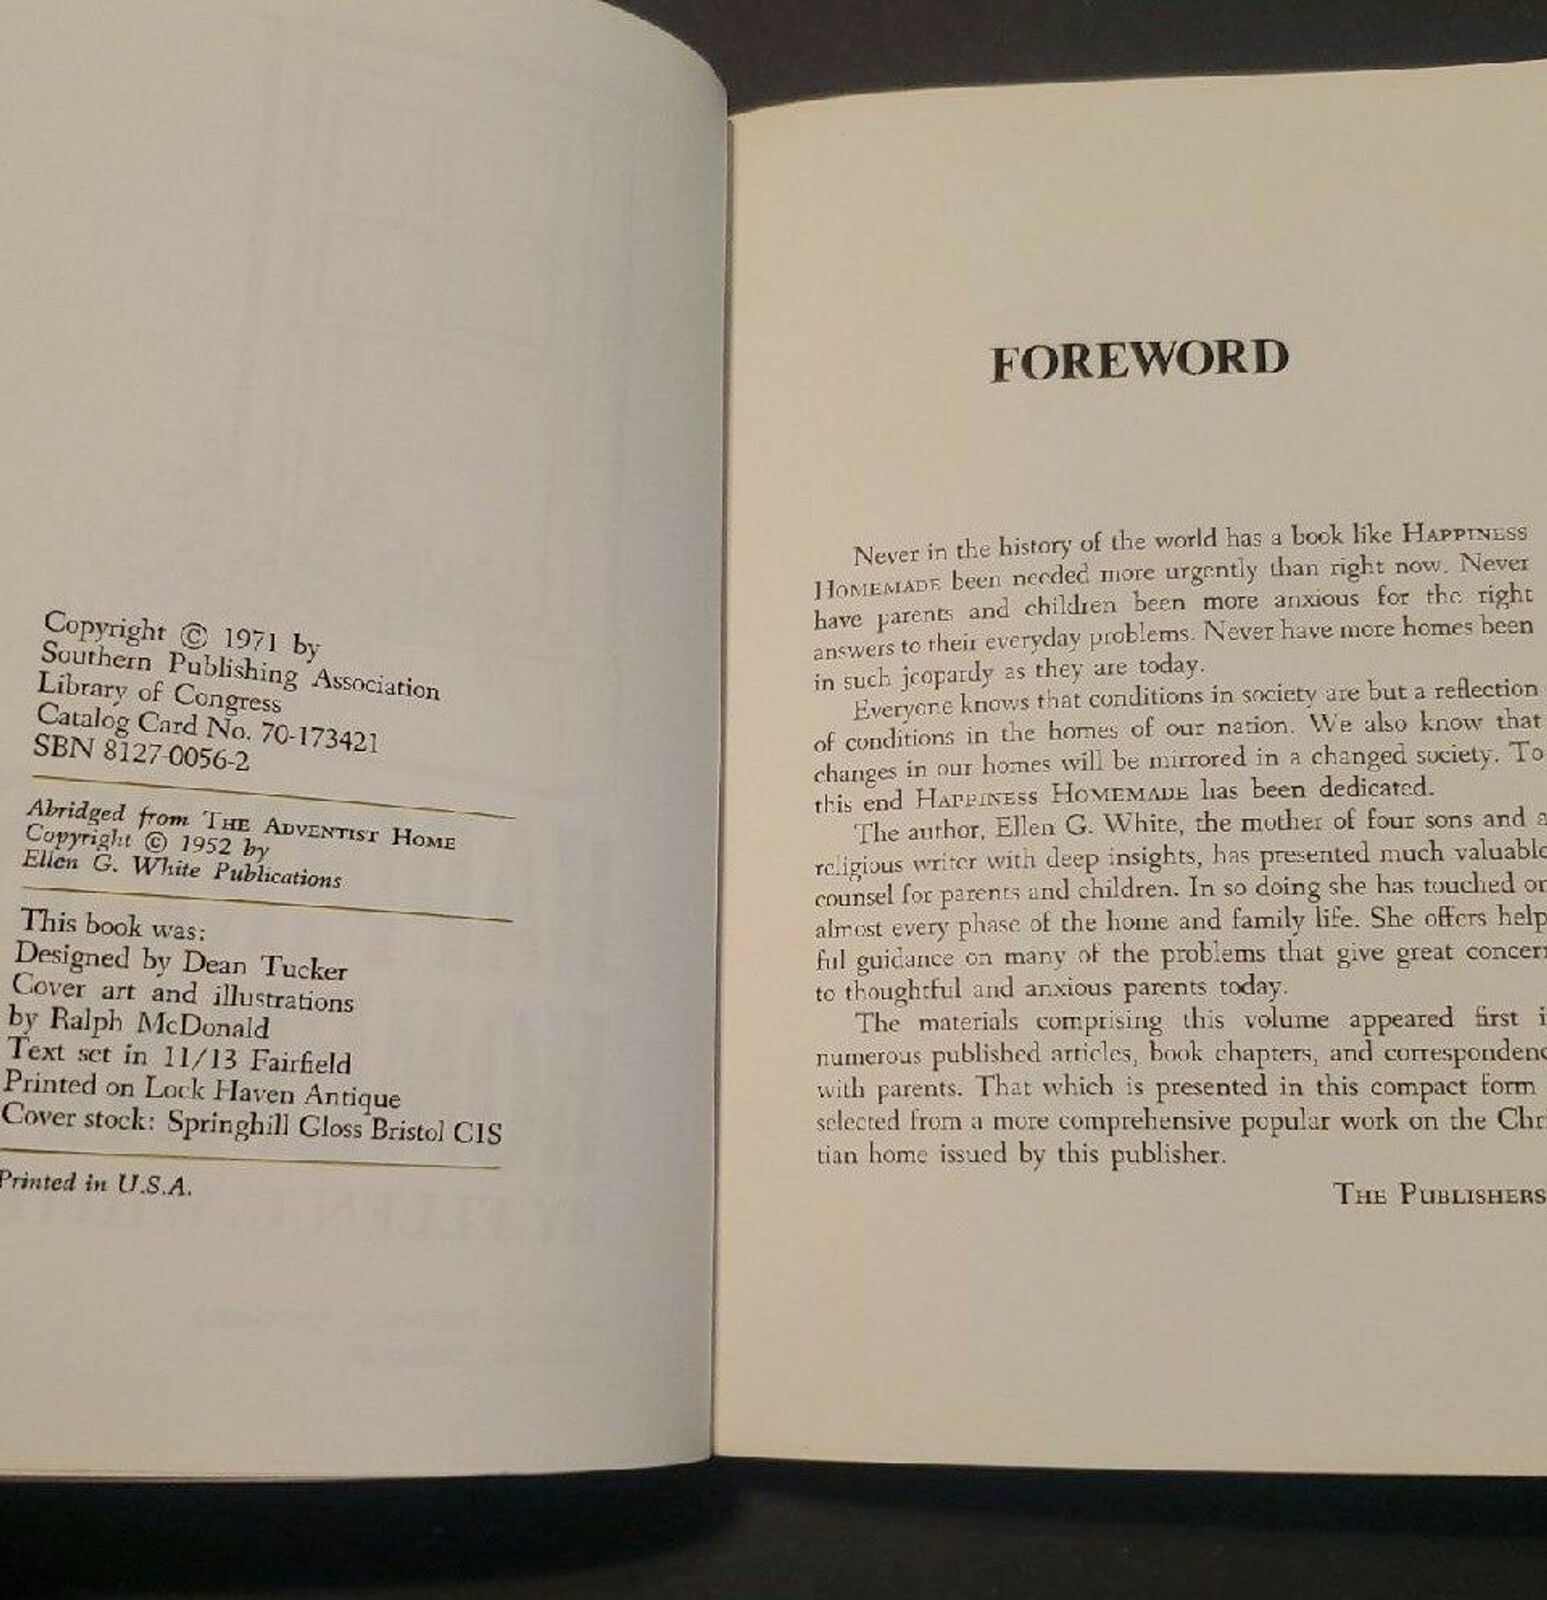 Copyright © 1971 by
Southern Publishing Association
Library of Congress
Catalog Card No. 70-173421
SBN 8127-0056-2
Abridged from THE ADVENTIST HOME
Copyright © 1952 by
Ellen G. White Publications
This book was:
Designed by Dean Tucker
Cover art and illustrations
by Ralph McDonald
Text set in 11/13 Fairfield
Printed on Lock Haven Antique
Cover stock: Springhill Gloss Bristol C1S
Printed in U.S.A.
FOREWORD
Never in the history of the world has a book like HAPPINESS
HOMEMADE been needed more urgently than right now. Never
have parents and children been more anxious for the right
answers to their everyday problems. Never have more homes been
in such jeopardy as they are today.
Everyone knows that conditions in society are but a reflection
of conditions in the homes of our nation. We also know that
changes in our homes will be mirrored in a changed society. To
this end HAPPINESS HOMEMADE has been dedicated.
The author, Ellen G. White, the mother of four sons and a
religious writer with deep insights, has presented much valuable
counsel for parents and children. In so doing she has touched on
almost every phase of the home and family life. She offers help
ful guidance on many of the problems that give great concern
to thoughtful and anxious parents today.
The materials comprising this volume appeared first i
numerous published articles, book chapters, and correspondenc
with parents. That which is presented in this compact form
selected from a more comprehensive popular work on the Chri
tian home issued by this publisher.
THE PUBLISHERS